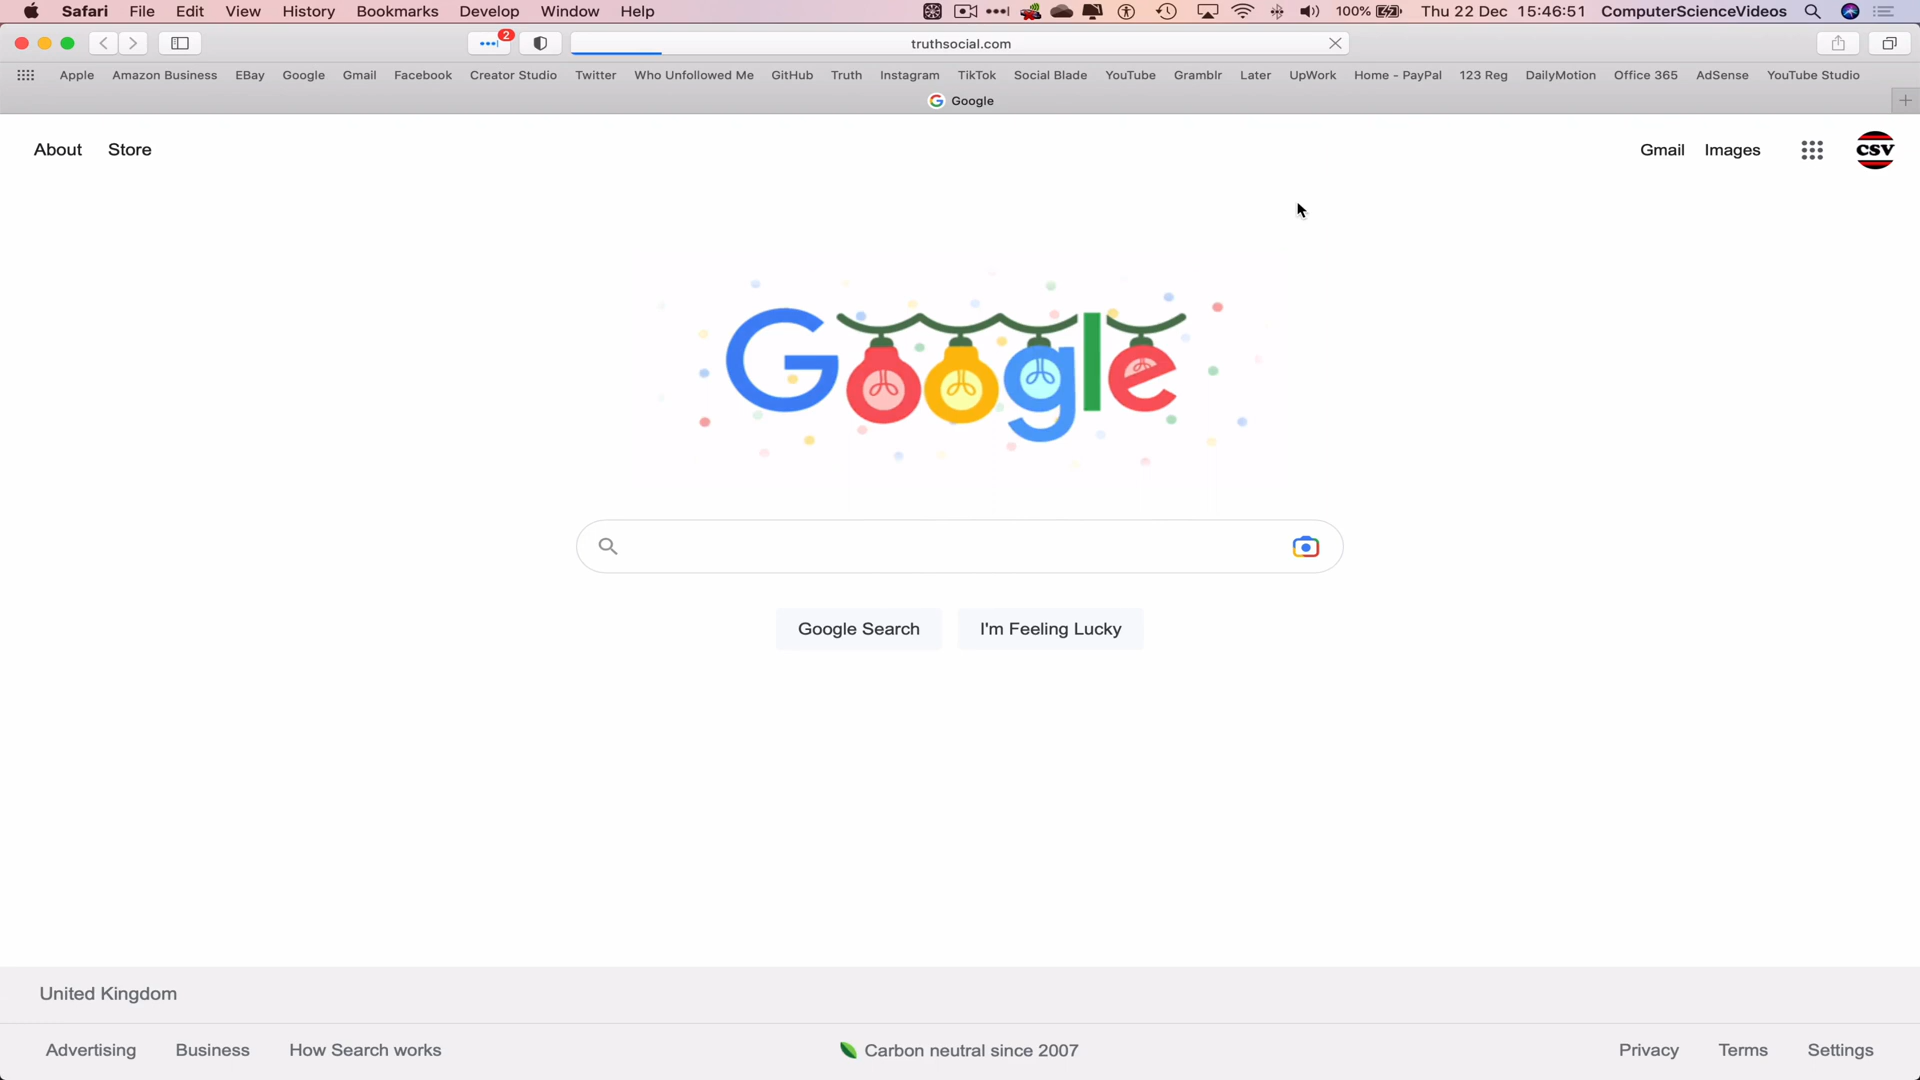 Safari File Edit View History Bookmarks Develop Window Help 100% Thu 22 Dec 15:46:51 ComputerScienceVideos
2 truthsocial.com
Apple Amazon Business EBay Google Gmail Facebook Creator Studio Twitter Who Unfollowed Me GitHub Truth Instagram TikTok Social Blade YouTube Gramblr Later UpWork Home - PayPal 123 Reg DailyMotion Office 365 AdSense YouTube Studio
Google
About Store Gmail Images CSV
Google
Google Search I'm Feeling Lucky
United Kingdom
Advertising Business How Search works Carbon neutral since 2007 Privacy Terms Settings